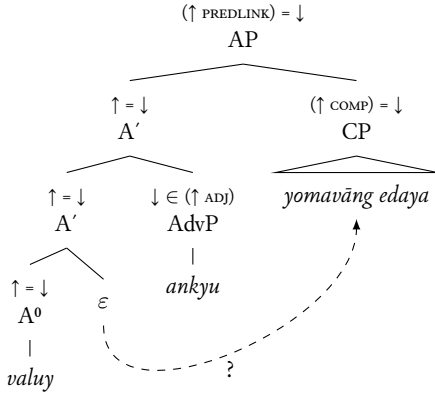 (↑ PREDLINK) = ↓
AP
↑ = ↓ (↑ COMP) = ↓
A′ CP
↑ = ↓ ↓ ∈ (↑ ADJ) yomavāng edaya
A′ AdvP
ankyu
↑ = ↓ ε
A⁰
?
valuy